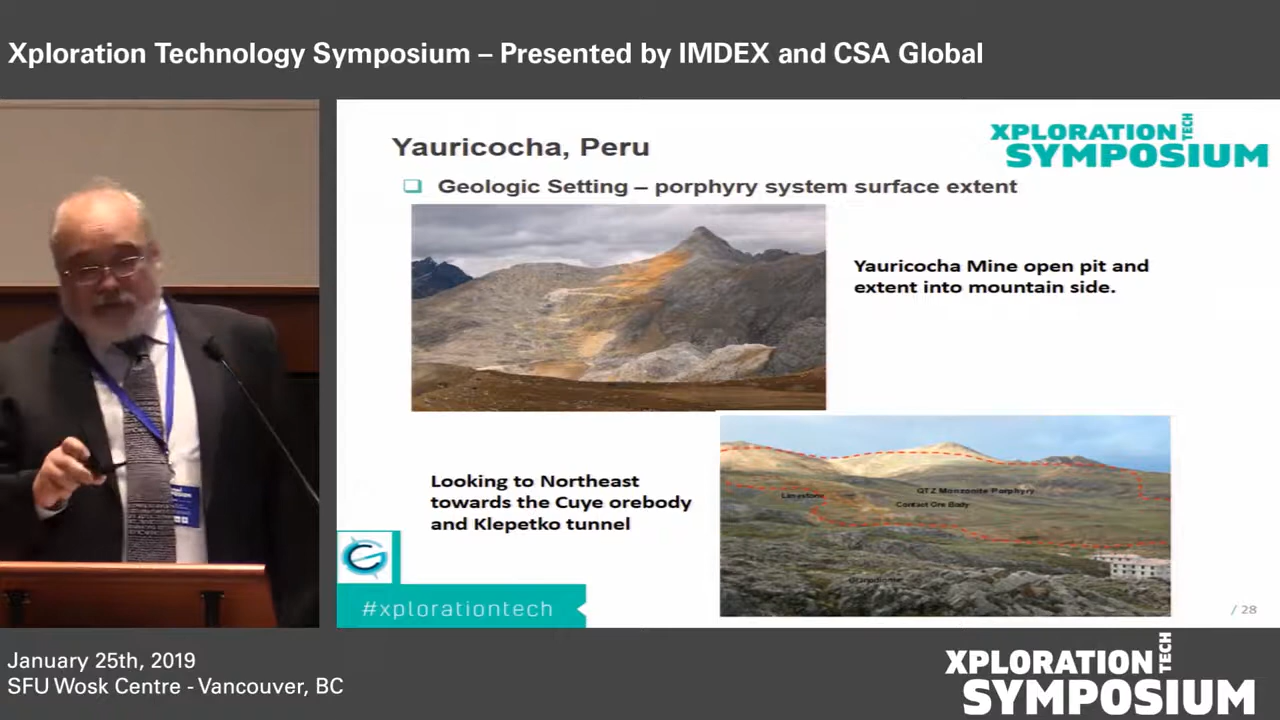 Xploration Technology Symposium – Presented by IMDEX and CSA Global
XPLORATION TECH
SYMPOSIUM
Yauricocha, Peru
Geologic Setting – porphyry system surface extent
Yauricocha Mine open pit and
extent into mountain side.
Looking to Northeast
towards the Cuye orebody
and Klepetko tunnel
Limestone
QTZ Monzonite Porphyry
Contact Ore Body
#xplorationtech
/ 28
January 25th, 2019
SFU Wosk Centre - Vancouver, BC
XPLORATION TECH
SYMPOSIUM